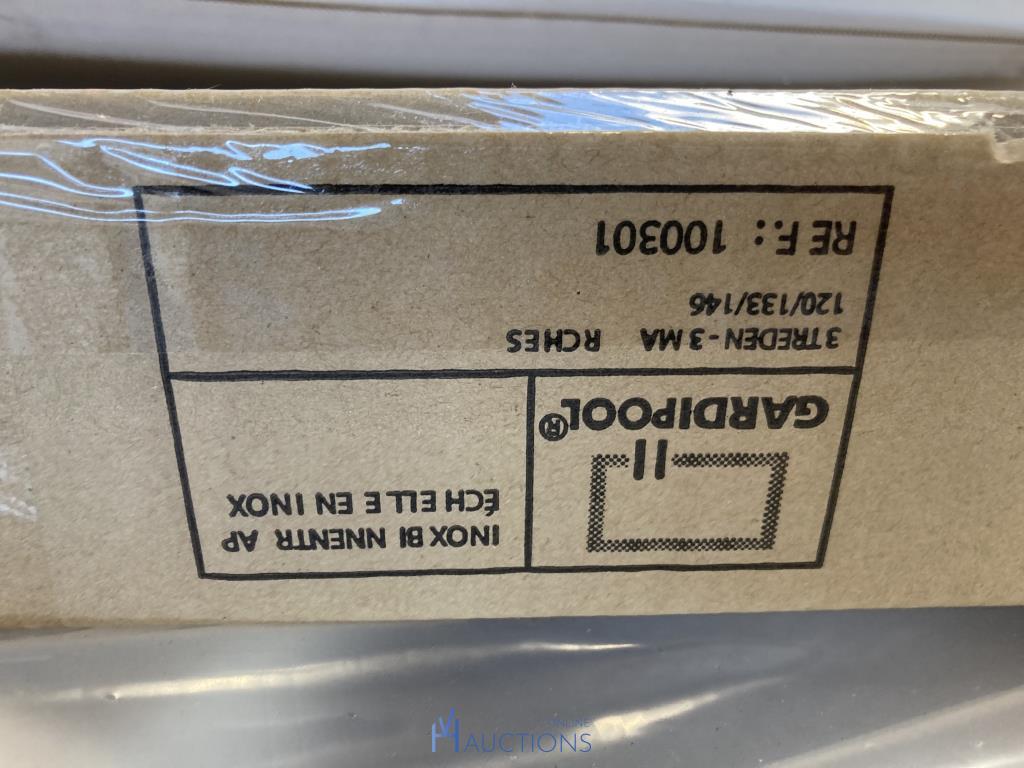 INOX BI NNENTR AP
ÉCH ELL E EN INOX
GARDIPOOL®
3 TREDEN - 3 MA RCHES
120/133/146
RE F. : 100301
HVM ONLINE
AUCTIONS